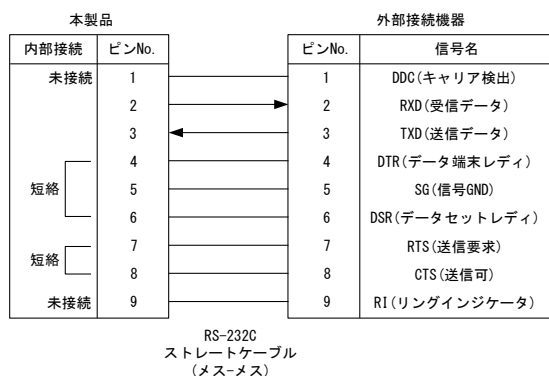 本製品 外部接続機器
内部接続 ピンNo. ピンNo. 信号名
未接続 1 1 DDC(キャリア検出)
2 2 RXD(受信データ)
3 3 TXD(送信データ)
4 4 DTR(データ端末レディ)
短絡 5 5 SG(信号GND)
6 6 DSR(データセットレディ)
7 7 RTS(送信要求)
短絡
8 8 CTS(送信可)
未接続 9 9 RI(リングインジケータ)
RS-232C
ストレートケーブル
(メス-メス)